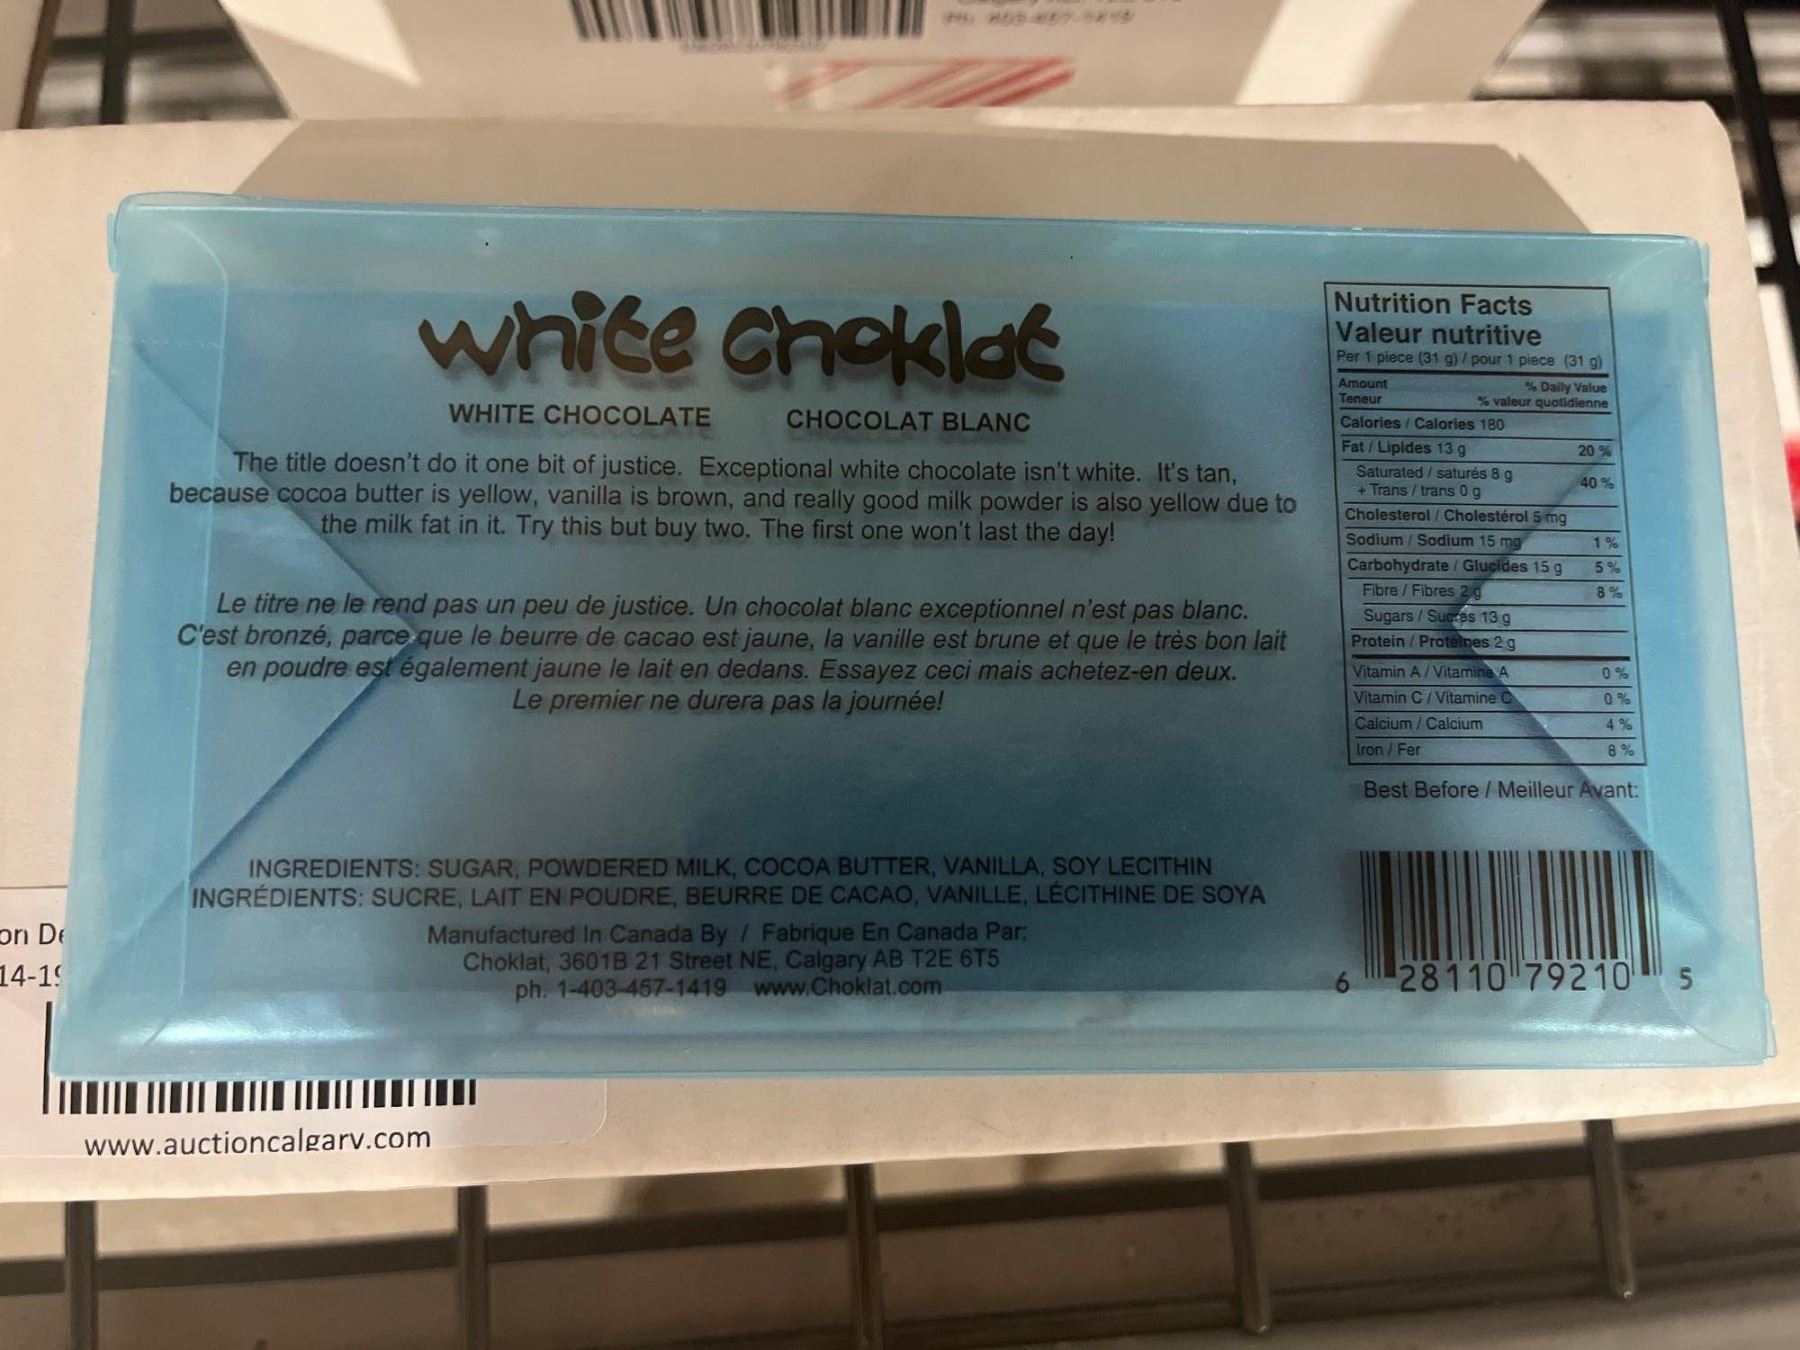 white choklat
WHITE CHOCOLATE CHOCOLAT BLANC
The title doesn't do it one bit of justice. Exceptional white chocolate isn't white. It's tan,
because cocoa butter is yellow, vanilla is brown, and really good milk powder is also yellow due to
the milk fat in it. Try this but buy two. The first one won't last the day!
Le titre ne le rend pas un peu de justice. Un chocolat blanc exceptionnel n'est pas blanc.
C'est bronzé, parce que le beurre de cacao est jaune, la vanille est brune et que le très bon lait
en poudre est également jaune le lait en dedans. Essayez ceci mais achetez-en deux.
Le premier ne durera pas la journée!
INGREDIENTS: SUGAR, POWDERED MILK, COCOA BUTTER, VANILLA, SOY LECITHIN
INGRÉDIENTS: SUCRE, LAIT EN POUDRE, BEURRE DE CACAO, VANILLE, LÉCITHINE DE SOYA
Manufactured In Canada By / Fabrique En Canada Par:
Choklat, 3601B 21 Street NE, Calgary AB T2E 6T5
ph. 1-403-457-1419 www.Choklat.com
Nutrition Facts
Valeur nutritive
Per 1 piece (31 g) / pour 1 piece (31 g)
Amount % Daily Value
Teneur % valeur quotidienne
Calories / Calories 180
Fat / Lipides 13 g 20 %
Saturated / saturés 8 g
+ Trans / trans 0 g 40 %
Cholesterol / Cholestérol 5 mg
Sodium / Sodium 15 mg 1 %
Carbohydrate / Glucides 15 g 5 %
Fibre / Fibres 2 g 8 %
Sugars / Sucres 13 g
Protein / Protéines 2 g
Vitamin A / Vitamine A 0 %
Vitamin C / Vitamine C 0 %
Calcium / Calcium 4 %
Iron / Fer 8 %
Best Before / Meilleur Avant:
6 28110 79210 5
on De
14-19
www.auctioncalgary.com